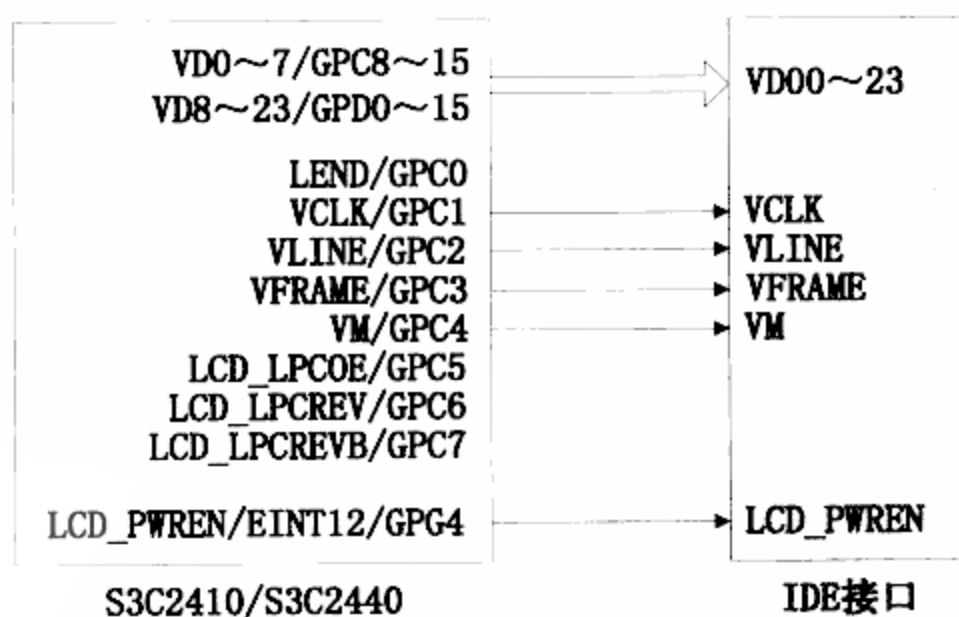 VD0～7/GPC8～15
VD8～23/GPD0～15
VD00～23
LEND/GPC0
VCLK/GPC1
VCLK
VLINE/GPC2
VLINE
VFRAME/GPC3
VFRAME
VM/GPC4
VM
LCD_LPCOE/GPC5
LCD_LPCREV/GPC6
LCD_LPCREVB/GPC7
LCD_PWREN/EINT12/GPG4
LCD_PWREN
S3C2410/S3C2440
IDE接口